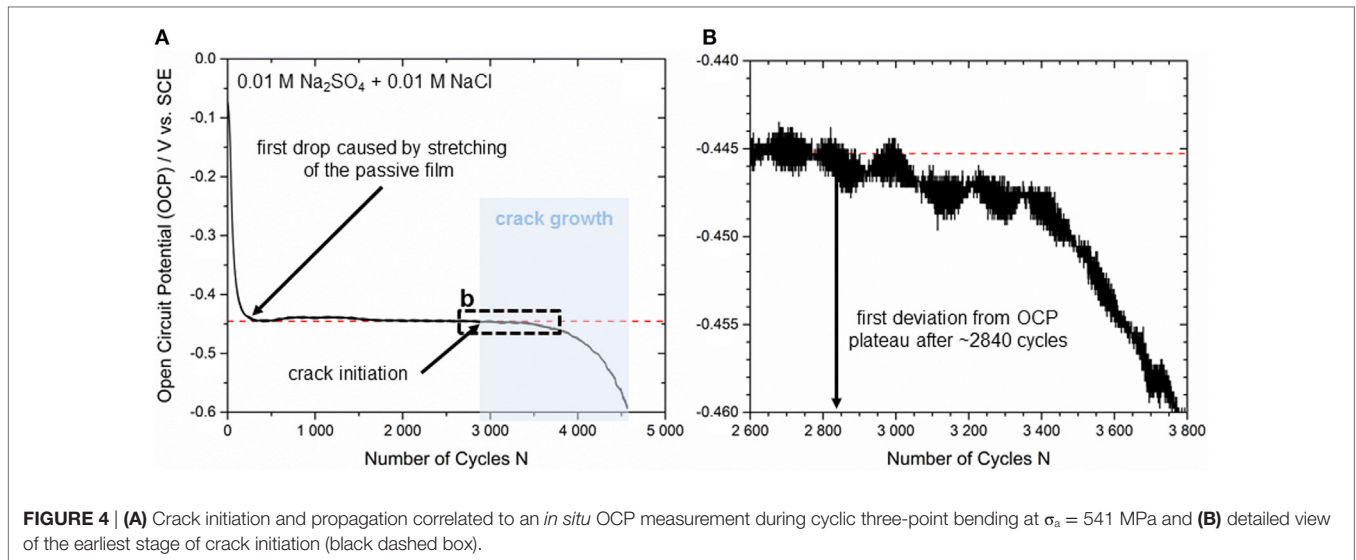 A
0.0
-0.1
-0.2
-0.3
-0.4
-0.5
-0.6
Open Circuit Potential (OCP) / V vs. SCE
0.01 M Na₂SO₄ + 0.01 M NaCl
first drop caused by stretching
of the passive film
crack growth
b
crack initiation
0 1 000 2 000 3 000 4 000 5 000
Number of Cycles N
B
-0.440
-0.445
-0.450
-0.455
-0.460
first deviation from OCP
plateau after ~2840 cycles
2 600 2 800 3 000 3 200 3 400 3 600 3 800
Number of Cycles N
FIGURE 4 | (A) Crack initiation and propagation correlated to an in situ OCP measurement during cyclic three-point bending at σₐ = 541 MPa and (B) detailed view
of the earliest stage of crack initiation (black dashed box).